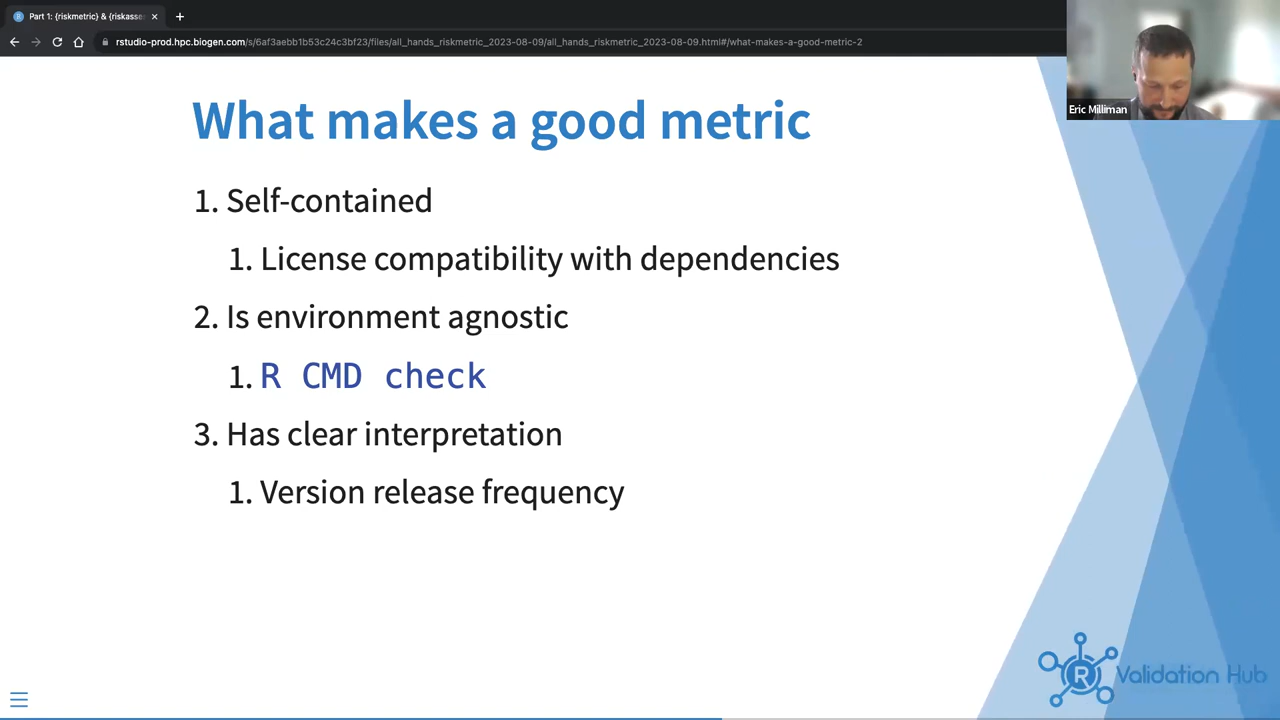 Part 1: {riskmetric} & {riskasse
rstudio-prod.hpc.biogen.com/s/6af3aebb1b53c24c3bf23/files/all_hands_riskmetric_2023-08-09/all_hands_riskmetric_2023-08-09.html#/what-makes-a-good-metric-2
Eric Milliman
What makes a good metric
1. Self-contained
1. License compatibility with dependencies
2. Is environment agnostic
1. R CMD check
3. Has clear interpretation
1. Version release frequency
R Validation Hub